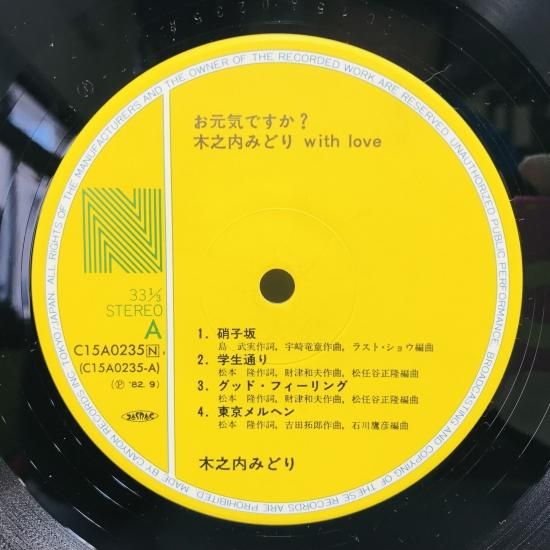 お元気ですか?
木之内みどり with love
N
33⅓
STEREO
A
C15A0235 N
(C15A0235-A)
(Ⓟ '82. 9)
1. 硝子坂
島 武実作詞, 宇崎竜童作曲, ラスト・ショウ編曲
2. 学生通り
松本 隆作詞, 財津和夫作曲, 松任谷正隆編曲
3. グッド・フィーリング
松本 隆作詞, 財津和夫作曲, 松任谷正隆編曲
4. 東京メルヘン
松本 隆作詞, 吉田拓郎作曲, 石川鷹彦編曲
木之内みどり
MADE BY CANYON RECORDS INC. TOKYO/JAPAN. ALL RIGHTS OF THE MANUFACTURERS AND THE OWNER OF THE RECORDED WORK ARE RESERVED. UNAUTHORIZED PUBLIC PERFORMANCE, BROADCASTING AND COPYING OF THESE RECORDS ARE PROHIBITED.